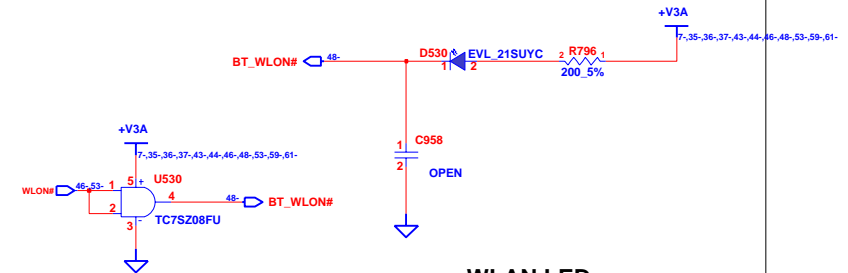 +V3A
7-,35-,36-,37-,43-,44-,46-,48-,53-,59-,61-
D530
EVL_21SUYC
2 R796 1
BT_WLON# 48-
1 2
200_5%
+V3A
7-,35-,36-,37-,43-,44-,46-,48-,53-,59-,61-
1 C958
2
OPEN
5 + U530
WLON# 46-,53- 1
4 48- BT_WLON#
2
TC7SZ08FU
3 -